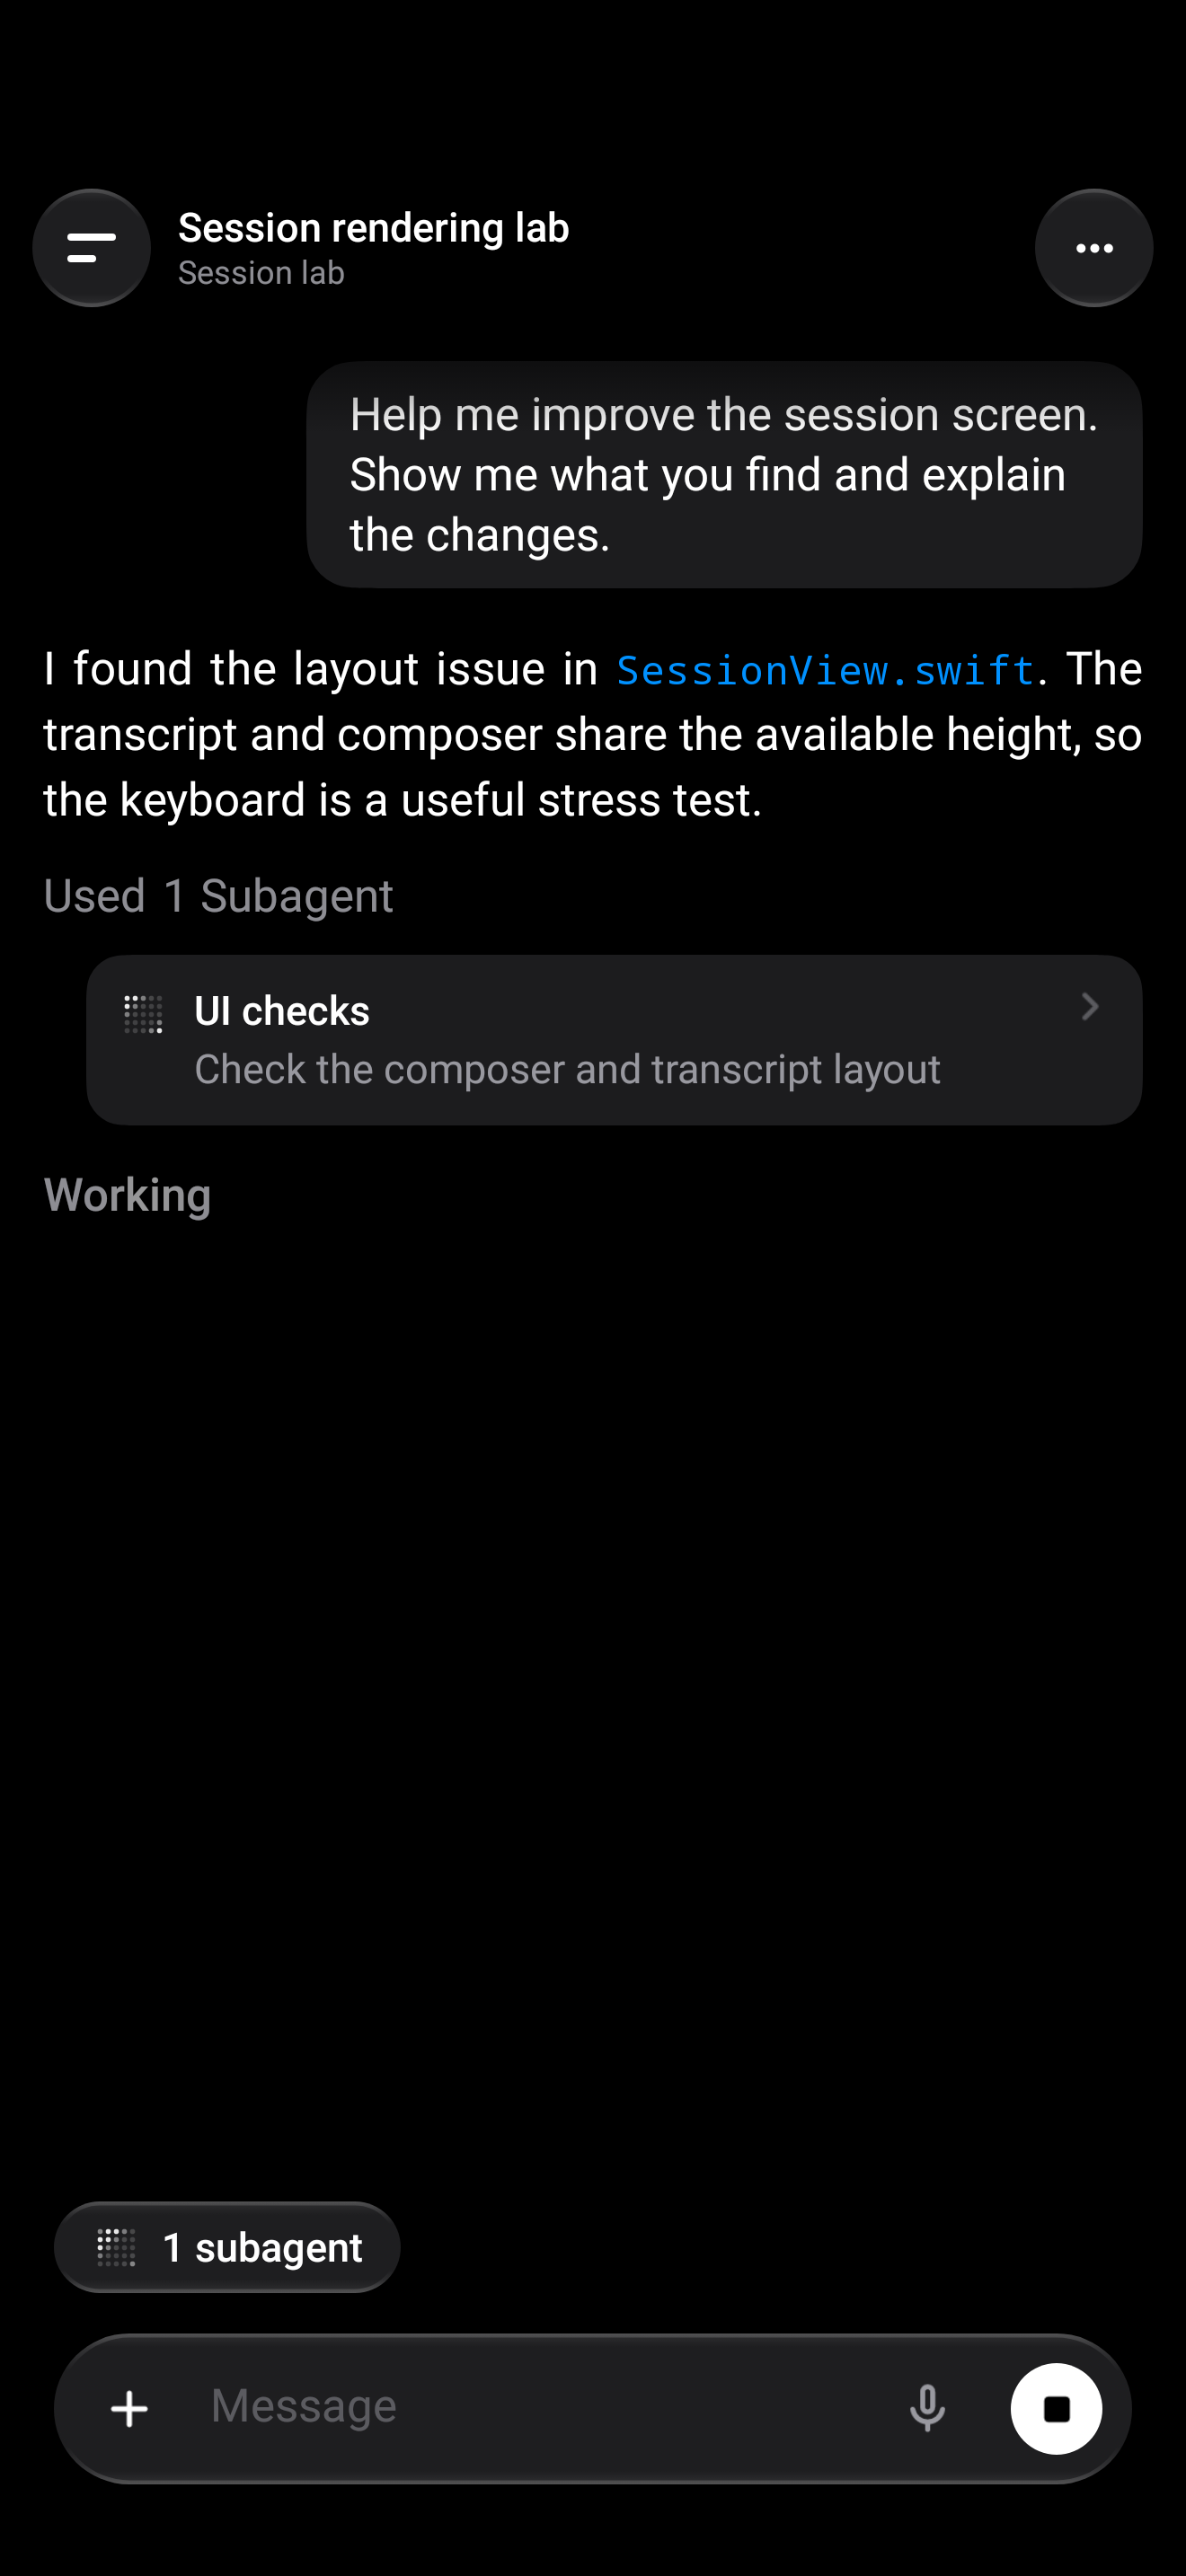 Session rendering lab
Session lab
Help me improve the session screen.
Show me what you find and explain
the changes.
I found the layout issue in SessionView.swift. The
transcript and composer share the available height, so
the keyboard is a useful stress test.
Used 1 Subagent
UI checks
Check the composer and transcript layout
Working
1 subagent
Message